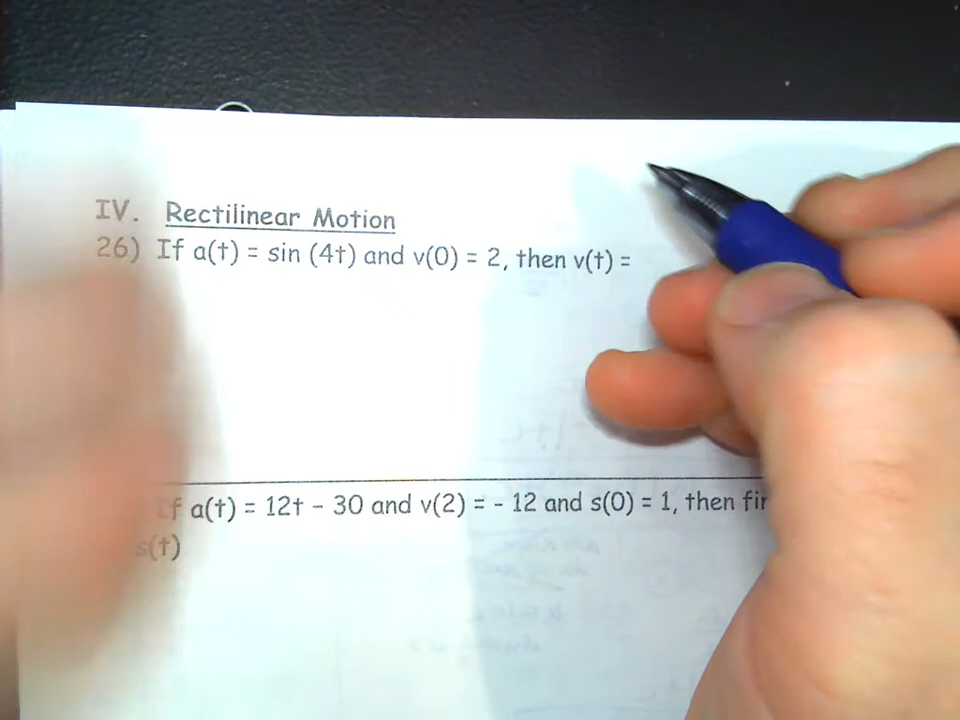 IV. Rectilinear Motion
26) If a(t) = sin (4t) and v(0) = 2, then v(t) =
If a(t) = 12t - 30 and v(2) = - 12 and s(0) = 1, then
s(t)